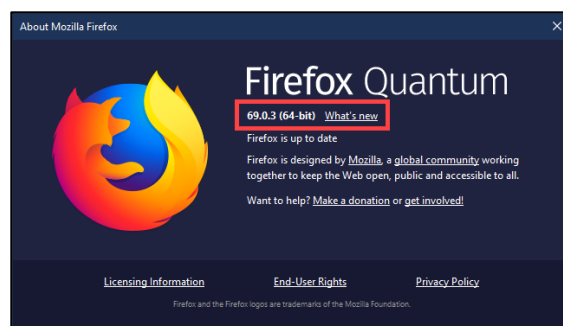 About Mozilla Firefox
Firefox Quantum
69.0.3 (64-bit) What's new
Firefox is up to date
Firefox is designed by Mozilla, a global community working
together to keep the Web open, public and accessible to all.
Want to help? Make a donation or get involved!
Licensing Information End-User Rights Privacy Policy
Firefox and the Firefox logos are trademarks of the Mozilla Foundation.